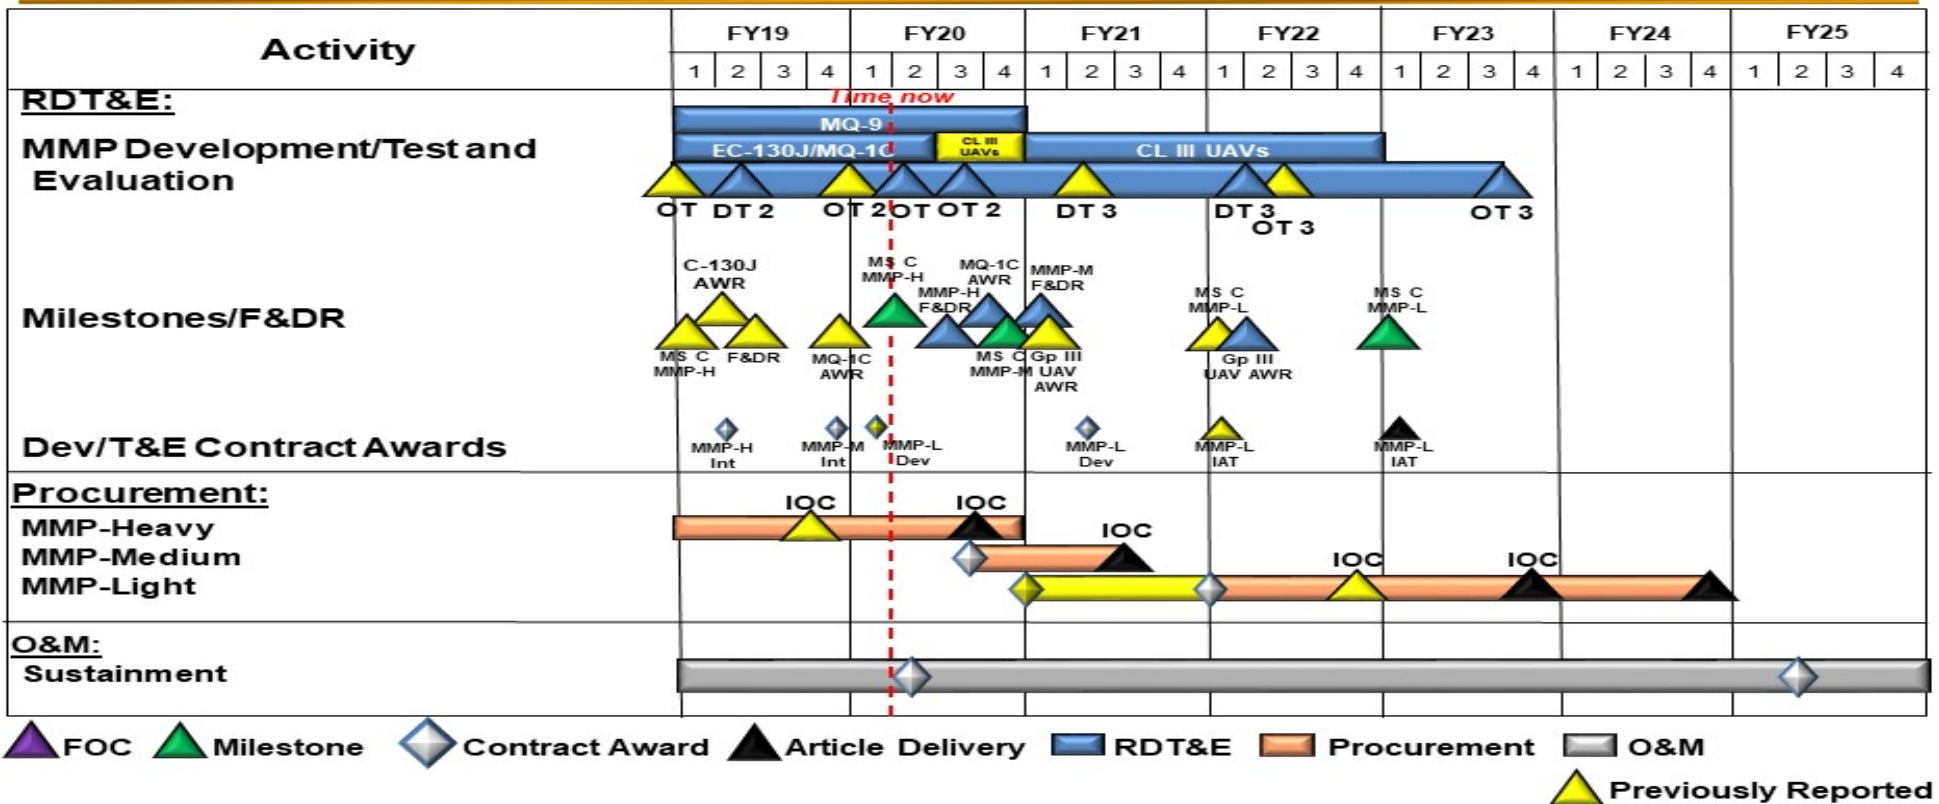 Activity
FY19 FY20 FY21 FY22 FY23 FY24 FY25
1 2 3 4 1 2 3 4 1 2 3 4 1 2 3 4 1 2 3 4 1 2 3 4 1 2 3 4
RDT&E:
Time now
MQ-9
MMP Development/Test and
Evaluation
EC-130J/MQ-1C
CL III
UAVs
CL III UAVs
OT DT 2 OT 2 OT OT 2 DT 3 DT 3 OT 3
OT 3
Milestones/F&DR
C-130J
AWR
MS C
MMP-H
MMP-H
F&DR
MQ-1C
AWR
MMP-M
F&DR
MS C
MMP-L
MS C
MMP-L
MS C
MMP-H
F&DR
MQ-1C
AWR
MS C
MMP-M
Gp III
UAV
AWR
Gp III
UAV AWR
Dev/T&E Contract Awards
MMP-H
Int
MMP-M
Int
MMP-L
Dev
MMP-L
Dev
MMP-L
IAT
MMP-L
IAT
Procurement:
MMP-Heavy
IOC IOC
MMP-Medium
IOC
MMP-Light
IOC IOC
O&M:
Sustainment
FOC Milestone Contract Award Article Delivery RDT&E Procurement O&M
Previously Reported